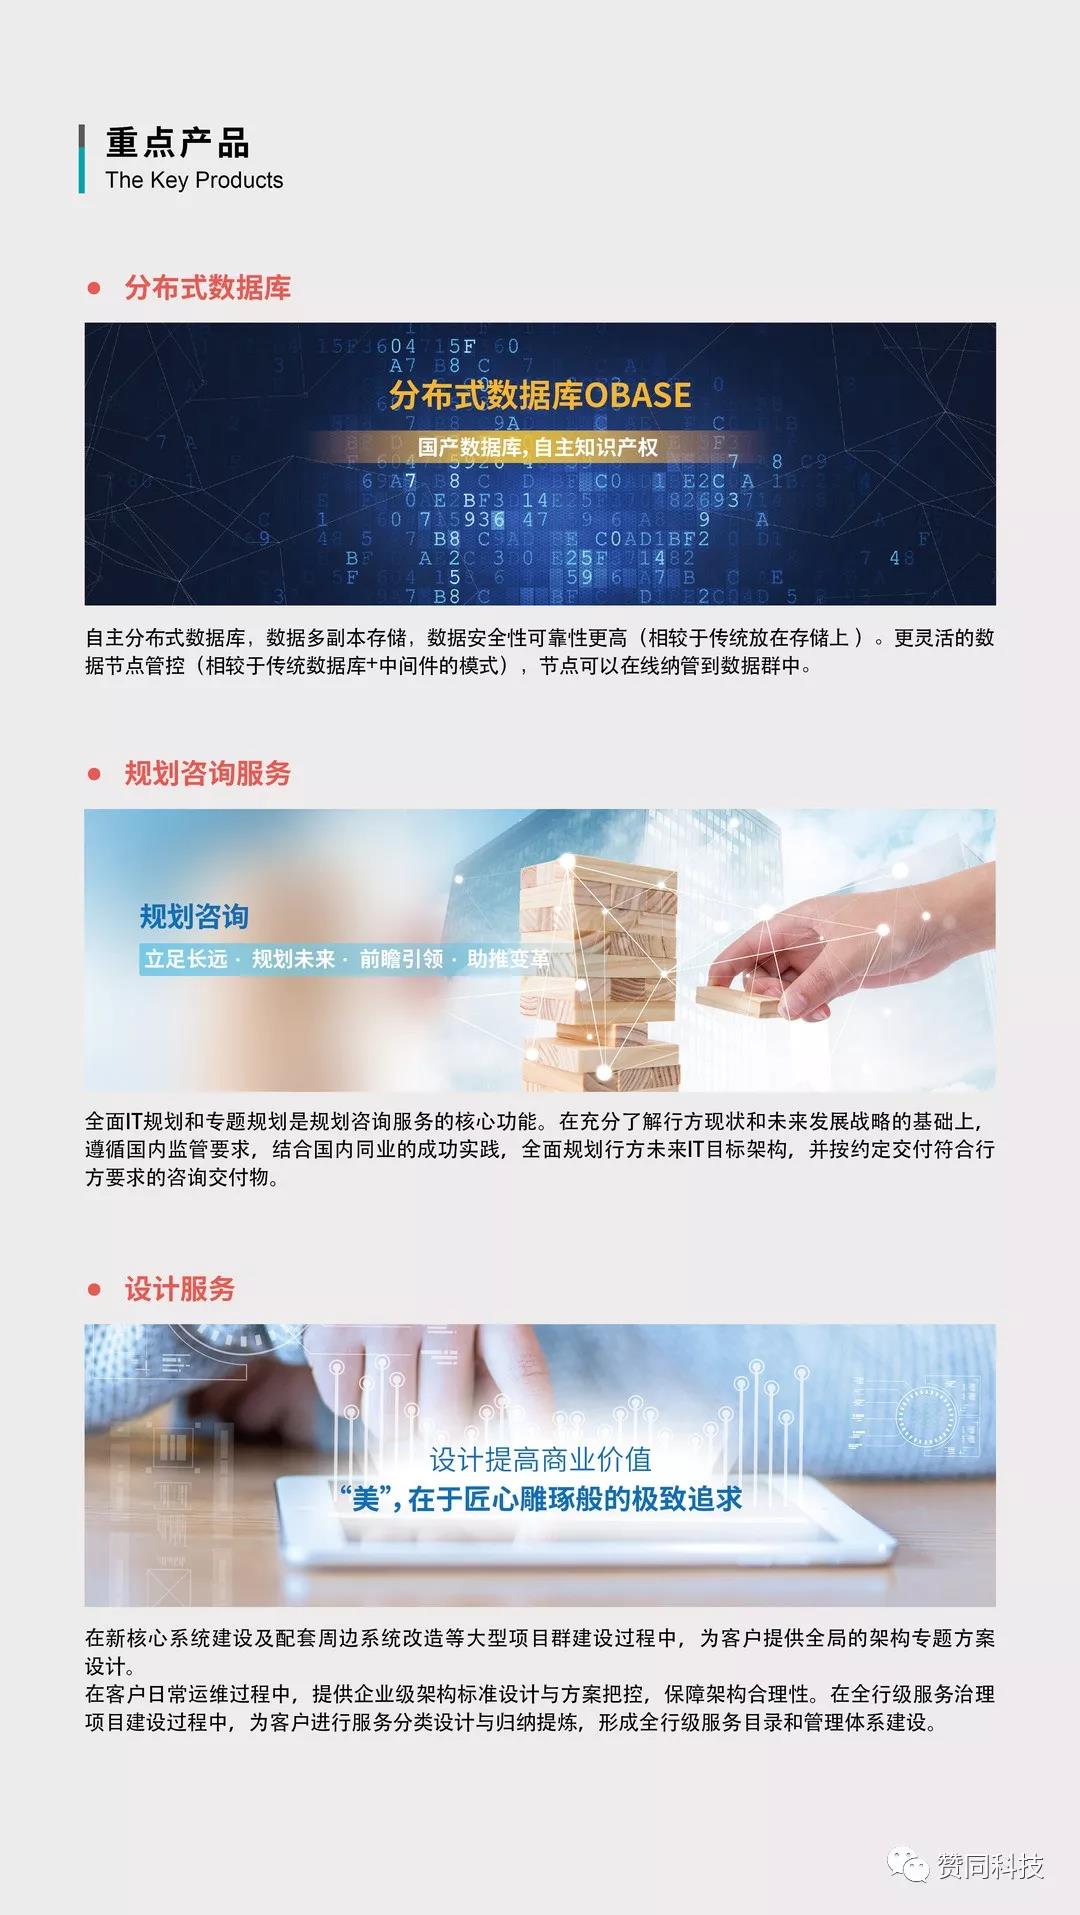 重点产品
The Key Products
分布式数据库
分布式数据库OBASE
国产数据库，自主知识产权
自主分布式数据库，数据多副本存储，数据安全性可靠性更高（相较于传统放在存储上）。更灵活的数
据节点管控（相较于传统数据库+中间件的模式），节点可以在线纳管到数据群中。
规划咨询服务
规划咨询
立足长远 · 规划未来 · 前瞻引领 · 助推变革
全面IT规划和专题规划是规划咨询服务的核心功能。在充分了解行方现状和未来发展战略的基础上，
遵循国内监管要求，结合国内同业的成功实践，全面规划行方未来IT目标架构，并按约定交付符合行
方要求的咨询交付物。
设计服务
设计提高商业价值
“美”，在于匠心雕琢般的极致追求
在新核心系统建设及配套周边系统改造等大型项目群建设过程中，为客户提供全局的架构专题方案
设计。
在客户日常运维过程中，提供企业级架构标准设计与方案把控，保障架构合理性。在全行级服务治理
项目建设过程中，为客户进行服务分类设计与归纳提炼，形成全行级服务目录和管理体系建设。
赞同科技